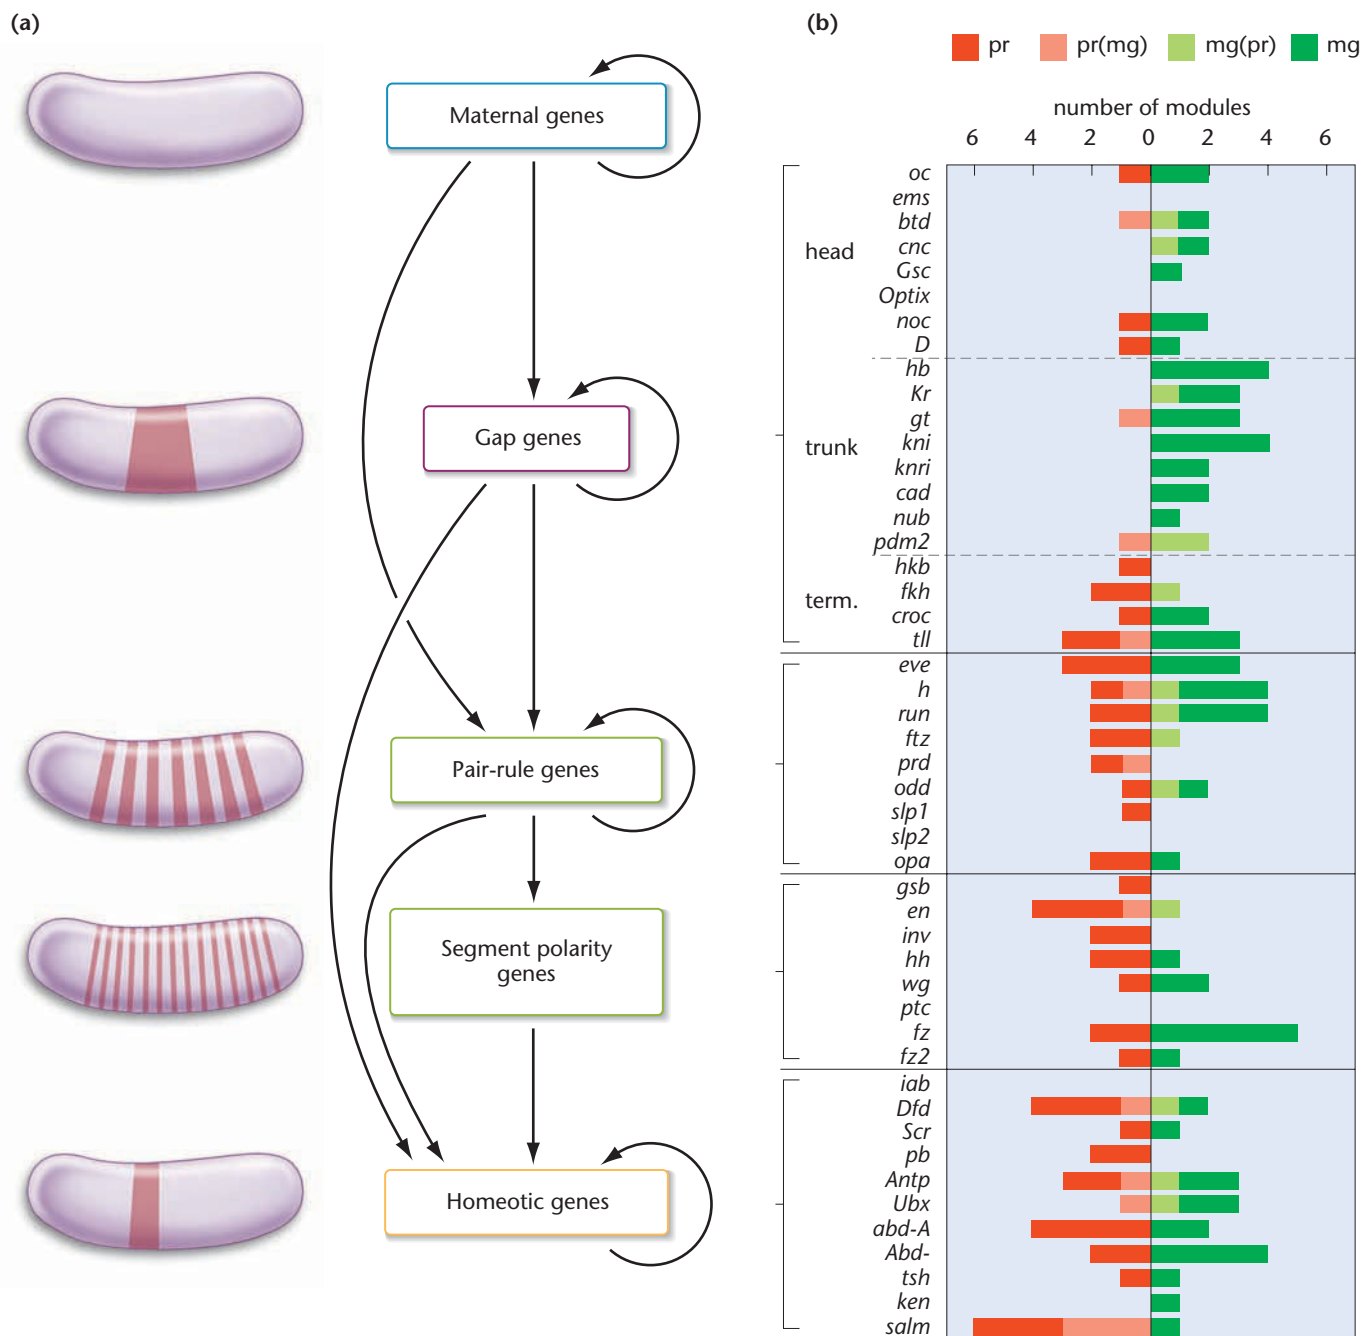 (a)
Maternal genes
Gap genes
Pair-rule genes
Segment polarity
genes
Homeotic genes
(b)
pr pr(mg) mg(pr) mg
number of modules
6 4 2 0 2 4 6
head
oc
ems
btd
cnc
Gsc
Optix
noc
D
trunk
hb
Kr
gt
kni
knri
cad
nub
pdm2
term.
hkb
fkh
croc
tll
eve
h
run
ftz
prd
odd
slp1
slp2
opa
gsb
en
inv
hh
wg
ptc
fz
fz2
iab
Dfd
Scr
pb
Antp
Ubx
abd-A
Abd-
tsh
ken
salm